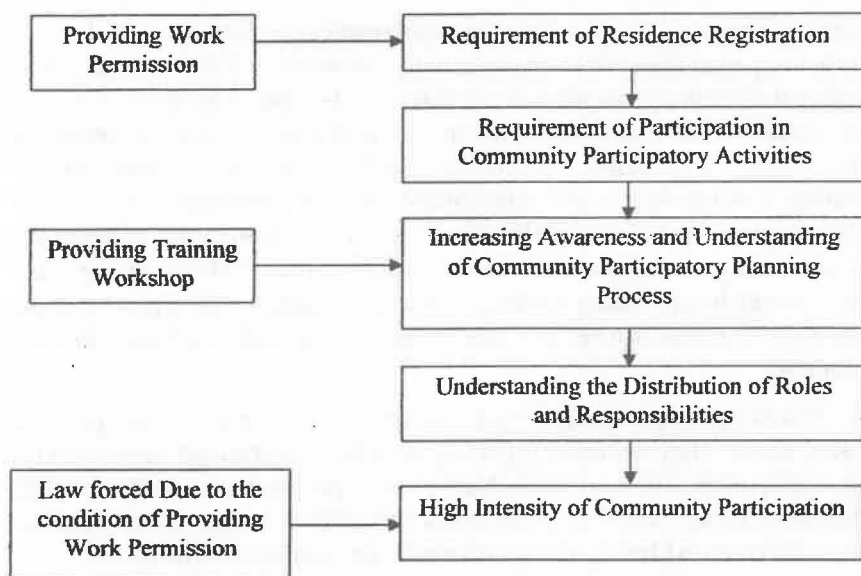 Providing Work
Permission
Requirement of Residence Registration
Requirement of Participation in
Community Participatory Activities
Providing Training
Workshop
Increasing Awareness and Understanding
of Community Participatory Planning
Process
Understanding the Distribution of Roles
and Responsibilities
Law forced Due to the
condition of Providing
Work Permission
High Intensity of Community Participation